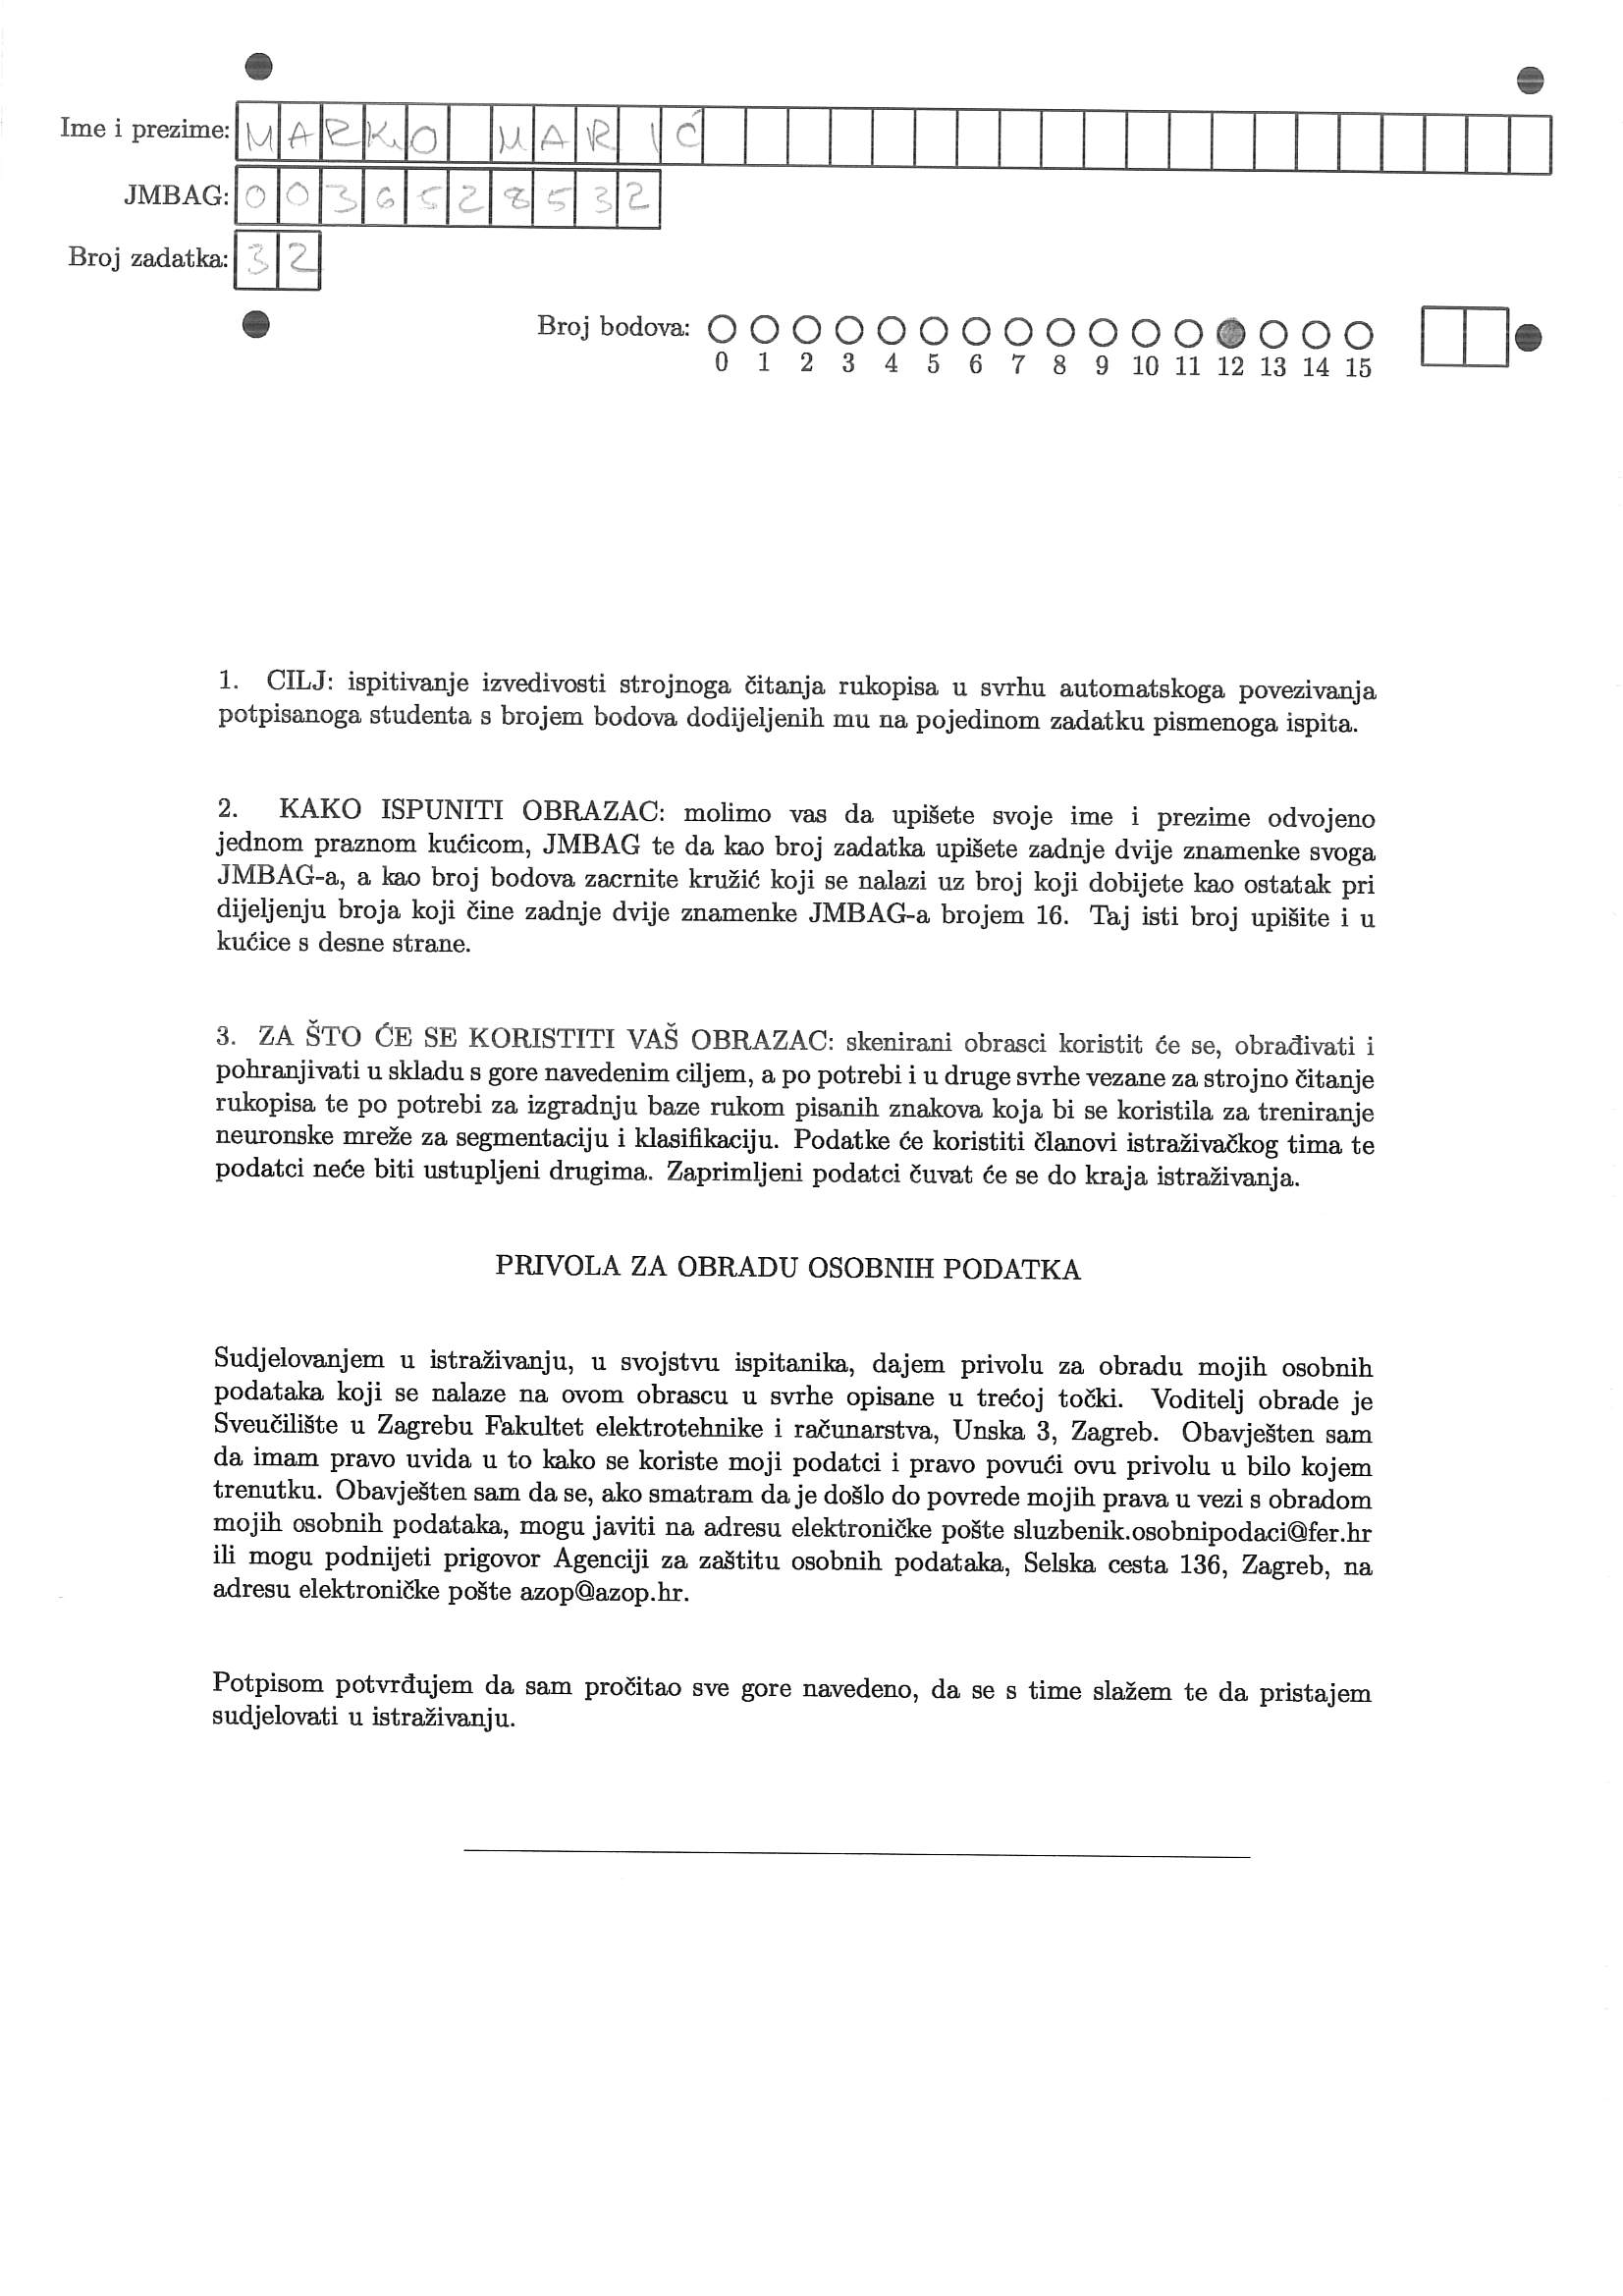 Ime i prezime: MARKO MARIĆ
JMBAG: 0036528532
Broj zadatka: 32
Broj bodova:
0 1 2 3 4 5 6 7 8 9 10 11 12 13 14 15
1. CILJ: ispitivanje izvedivosti strojnoga čitanja rukopisa u svrhu automatskoga povezivanja
potpisanoga studenta s brojem bodova dodijeljenih mu na pojedinom zadatku pismenoga ispita.
2. KAKO ISPUNITI OBRAZAC: molimo vas da upišete svoje ime i prezime odvojeno
jednom praznom kućicom, JMBAG te da kao broj zadatka upišete zadnje dvije znamenke svoga
JMBAG-a, a kao broj bodova zacrnite kružić koji se nalazi uz broj koji dobijete kao ostatak pri
dijeljenju broja koji čine zadnje dvije znamenke JMBAG-a brojem 16. Taj isti broj upišite i u
kućice s desne strane.
3. ZA ŠTO ĆE SE KORISTITI VAŠ OBRAZAC: skenirani obrasci koristit će se, obrađivati i
pohranjivati u skladu s gore navedenim ciljem, a po potrebi i u druge svrhe vezane za strojno čitanje
rukopisa te po potrebi za izgradnju baze rukom pisanih znakova koja bi se koristila za treniranje
neuronske mreže za segmentaciju i klasifikaciju. Podatke će koristiti članovi istraživačkog tima te
podatci neće biti ustupljeni drugima. Zaprimljeni podatci čuvat će se do kraja istraživanja.
PRIVOLA ZA OBRADU OSOBNIH PODATKA
Sudjelovanjem u istraživanju, u svojstvu ispitanika, dajem privolu za obradu mojih osobnih
podataka koji se nalaze na ovom obrascu u svrhe opisane u trećoj točki. Voditelj obrade je
Sveučilište u Zagrebu Fakultet elektrotehnike i računarstva, Unska 3, Zagreb. Obavješten sam
da imam pravo uvida u to kako se koriste moji podatci i pravo povući ovu privolu u bilo kojem
trenutku. Obavješten sam da se, ako smatram da je došlo do povrede mojih prava u vezi s obradom
mojih osobnih podataka, mogu javiti na adresu elektroničke pošte sluzbenik.osobnipodaci@fer.hr
ili mogu podnijeti prigovor Agenciji za zaštitu osobnih podataka, Selska cesta 136, Zagreb, na
adresu elektroničke pošte azop@azop.hr.
Potpisom potvrđujem da sam pročitao sve gore navedeno, da se s time slažem te da pristajem
sudjelovati u istraživanju.